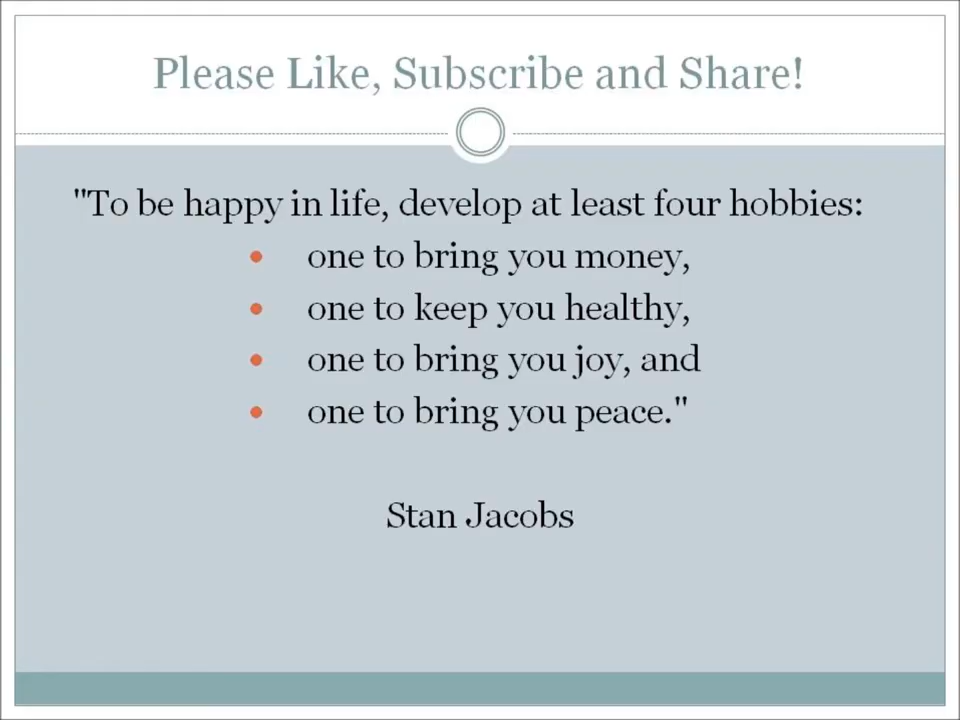 Please Like, Subscribe and Share!
"To be happy in life, develop at least four hobbies:
• one to bring you money,
• one to keep you healthy,
• one to bring you joy, and
• one to bring you peace."
Stan Jacobs